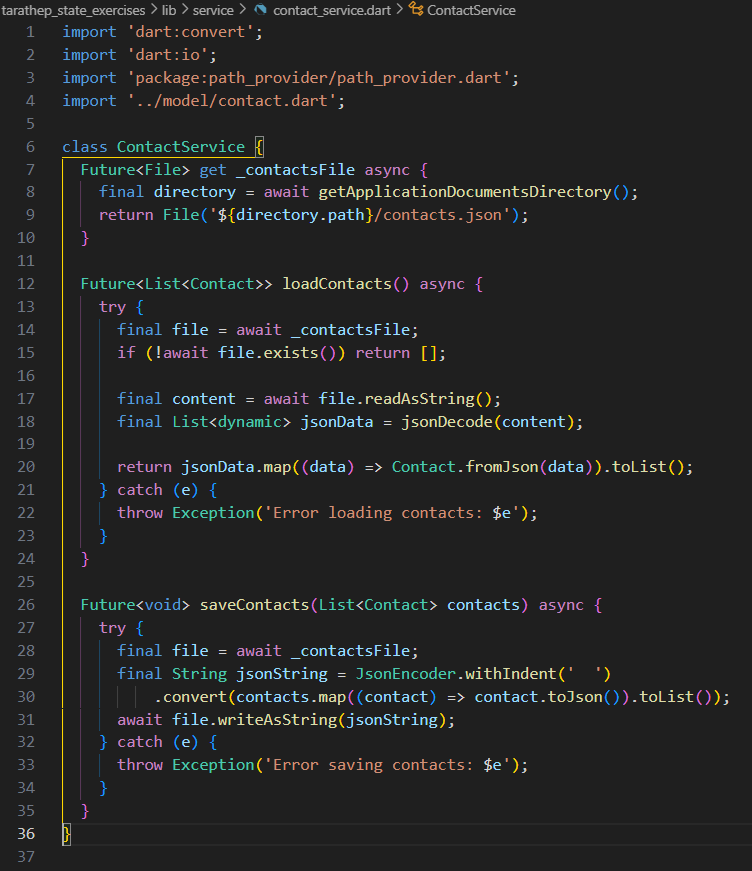 tarathep_state_exercises > lib > service > contact_service.dart > ContactService
1 import 'dart:convert';
2 import 'dart:io';
3 import 'package:path_provider/path_provider.dart';
4 import '../model/contact.dart';
5
6 class ContactService {
7   Future<File> get _contactsFile async {
8     final directory = await getApplicationDocumentsDirectory();
9     return File('${directory.path}/contacts.json');
10   }
11
12   Future<List<Contact>> loadContacts() async {
13     try {
14       final file = await _contactsFile;
15       if (!await file.exists()) return [];
16
17       final content = await file.readAsString();
18       final List<dynamic> jsonData = jsonDecode(content);
19
20       return jsonData.map((data) => Contact.fromJson(data)).toList();
21     } catch (e) {
22       throw Exception('Error loading contacts: $e');
23     }
24   }
25
26   Future<void> saveContacts(List<Contact> contacts) async {
27     try {
28       final file = await _contactsFile;
29       final String jsonString = JsonEncoder.withIndent('  ')
30           .convert(contacts.map((contact) => contact.toJson()).toList());
31       await file.writeAsString(jsonString);
32     } catch (e) {
33       throw Exception('Error saving contacts: $e');
34     }
35   }
36 }
37